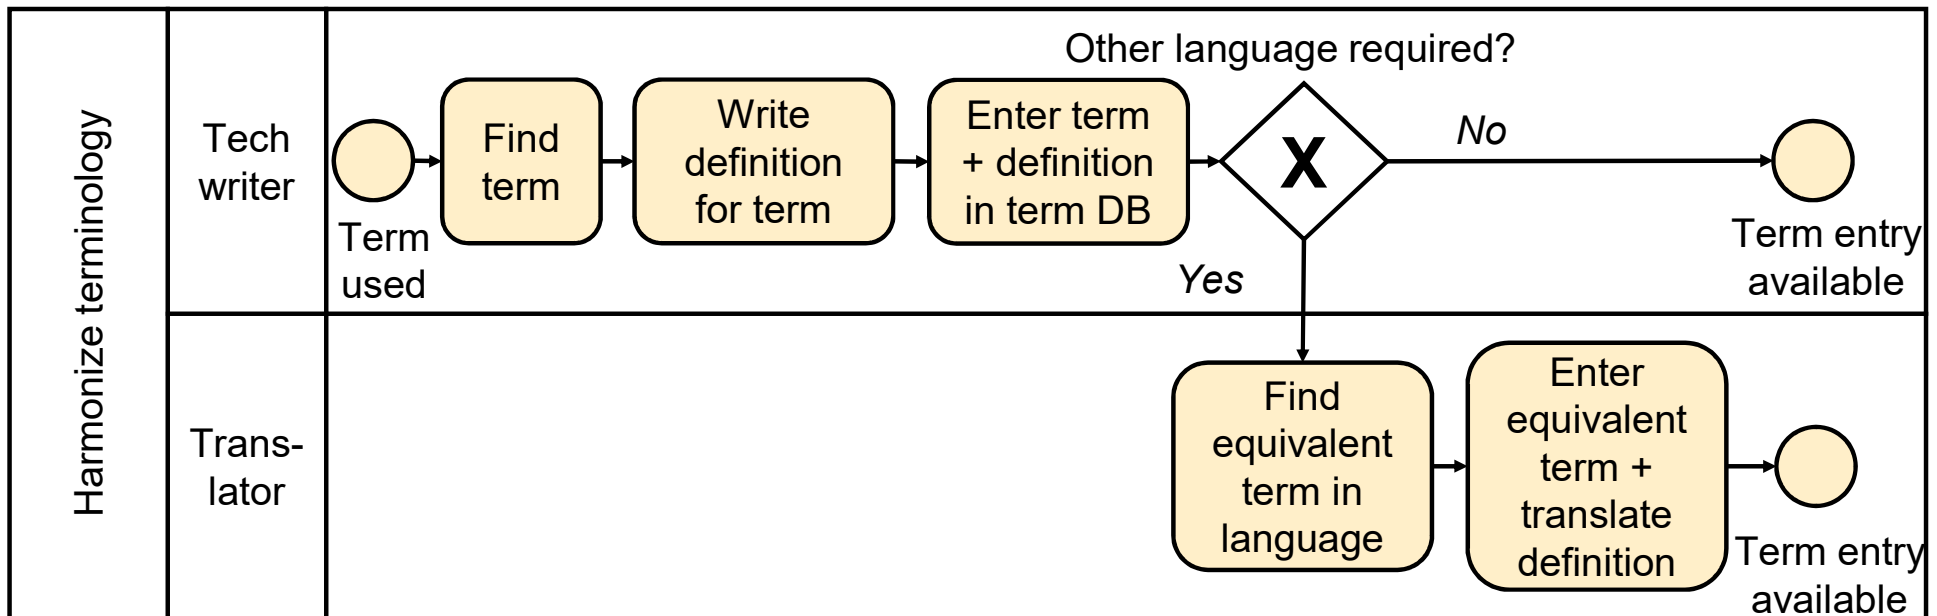 Harmonize terminology
Tech
writer
Term
used
Find
term
Write
definition
for term
Enter term
+ definition
in term DB
Other language required?
X
No
Yes
Term entry
available
Trans-
lator
Find
equivalent
term in
language
Enter
equivalent
term +
translate
definition
Term entry
available